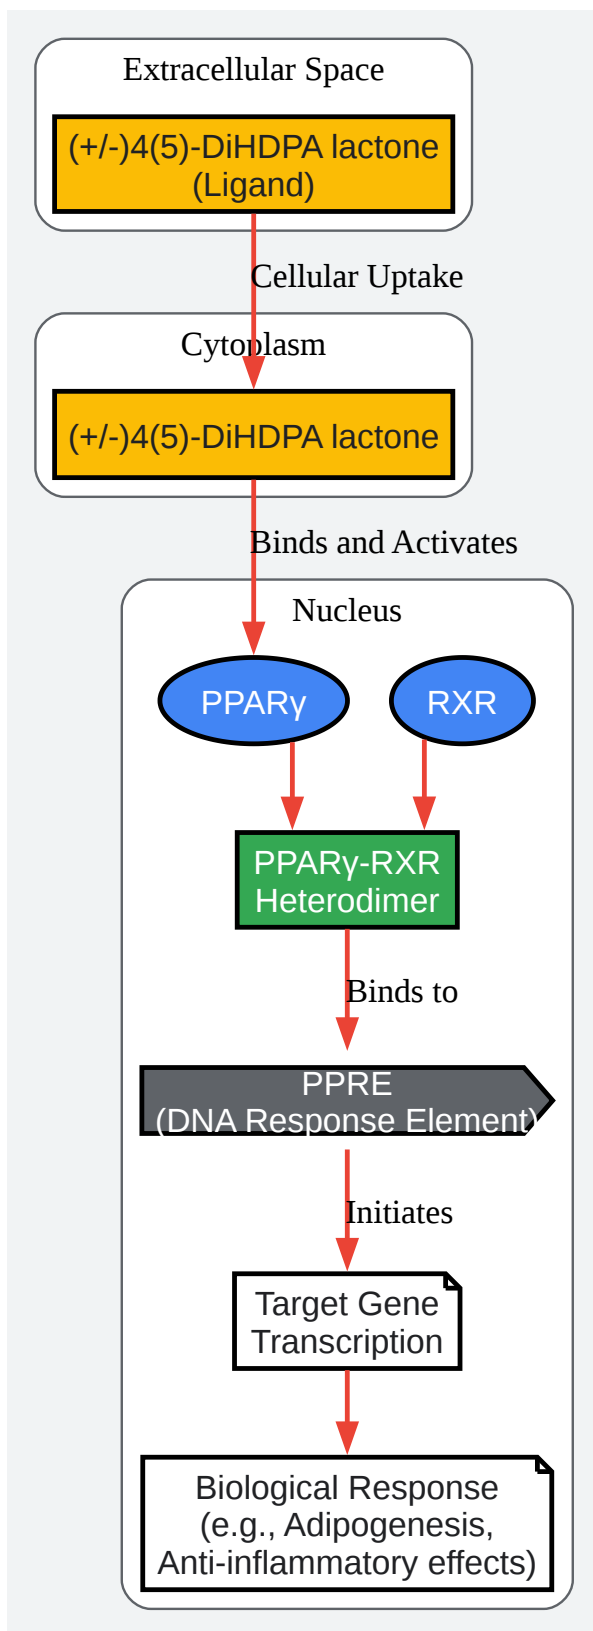 Extracellular Space
(+/-)4(5)-DiHDPA lactone
(Ligand)
Cellular Uptake
Cytoplasm
(+/-)4(5)-DiHDPA lactone
Binds and Activates
Nucleus
PPARγ
RXR
PPARγ-RXR
Heterodimer
Binds to
PPRE
(DNA Response Element)
Initiates
Target Gene
Transcription
Biological Response
(e.g., Adipogenesis,
Anti-inflammatory effects)